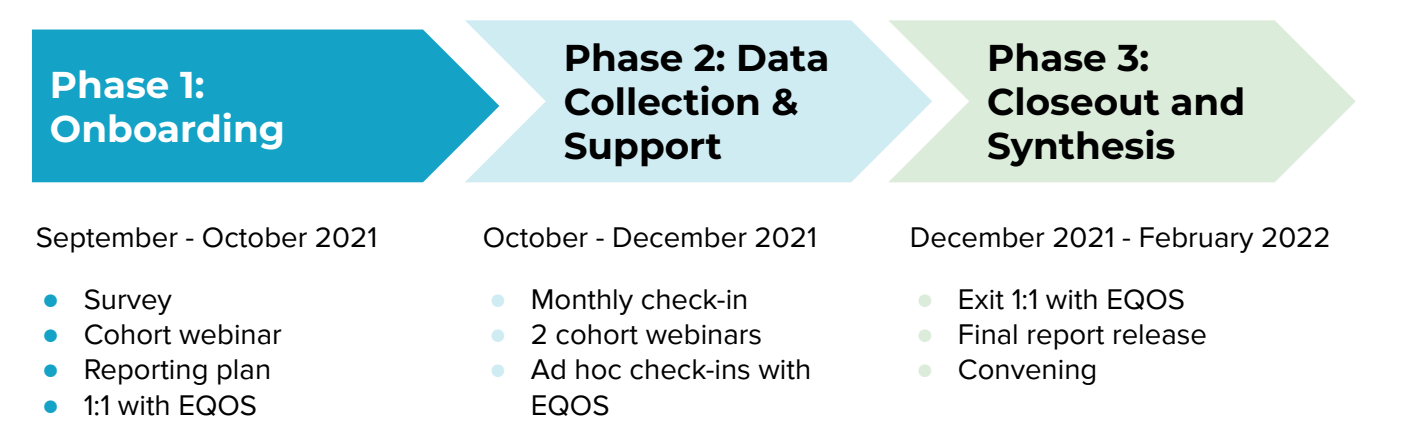 Phase 1:
Onboarding
Phase 2: Data
Collection &
Support
Phase 3:
Closeout and
Synthesis
September - October 2021
● Survey
● Cohort webinar
● Reporting plan
● 1:1 with EQOS
October - December 2021
● Monthly check-in
● 2 cohort webinars
● Ad hoc check-ins with
EQOS
December 2021 - February 2022
● Exit 1:1 with EQOS
● Final report release
● Convening